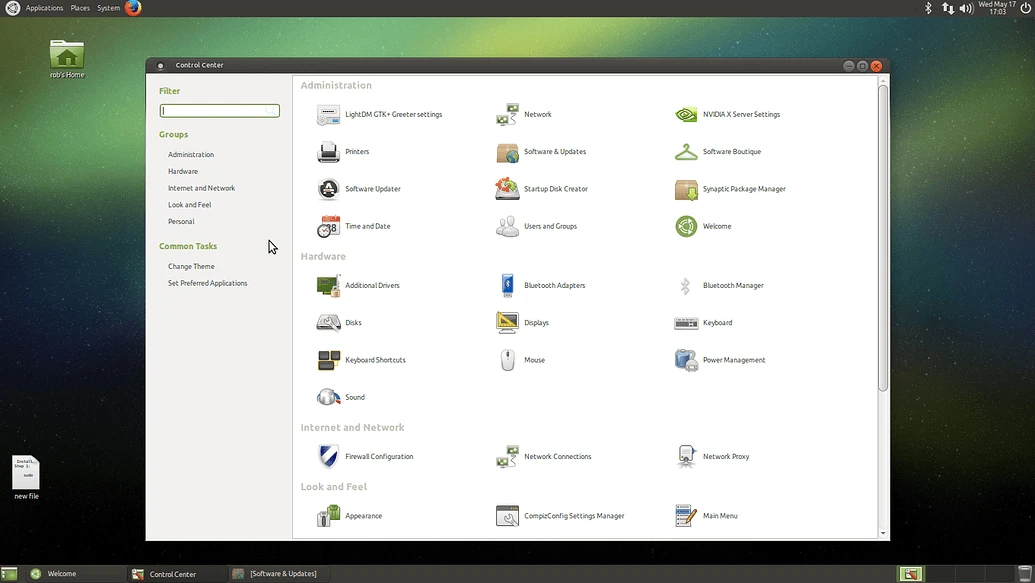 Applications Places System
Wed May 17
17:03
rob's Home
Control Center
Filter
Groups
Administration
Hardware
Internet and Network
Look and Feel
Personal
Common Tasks
Change Theme
Set Preferred Applications
Administration
LightDM GTK+ Greeter settings
Network
NVIDIA X Server Settings
Printers
Software & Updates
Software Boutique
Software Updater
Startup Disk Creator
Synaptic Package Manager
28
Time and Date
Users and Groups
Welcome
Hardware
Additional Drivers
Bluetooth Adapters
Bluetooth Manager
Disks
Displays
Keyboard
Keyboard Shortcuts
Mouse
Power Management
Sound
Internet and Network
Firewall Configuration
Network Connections
Network Proxy
Look and Feel
Appearance
CompizConfig Settings Manager
Main Menu
Install
Step 1:
sudo
new file
Welcome
Control Center
[Software & Updates]